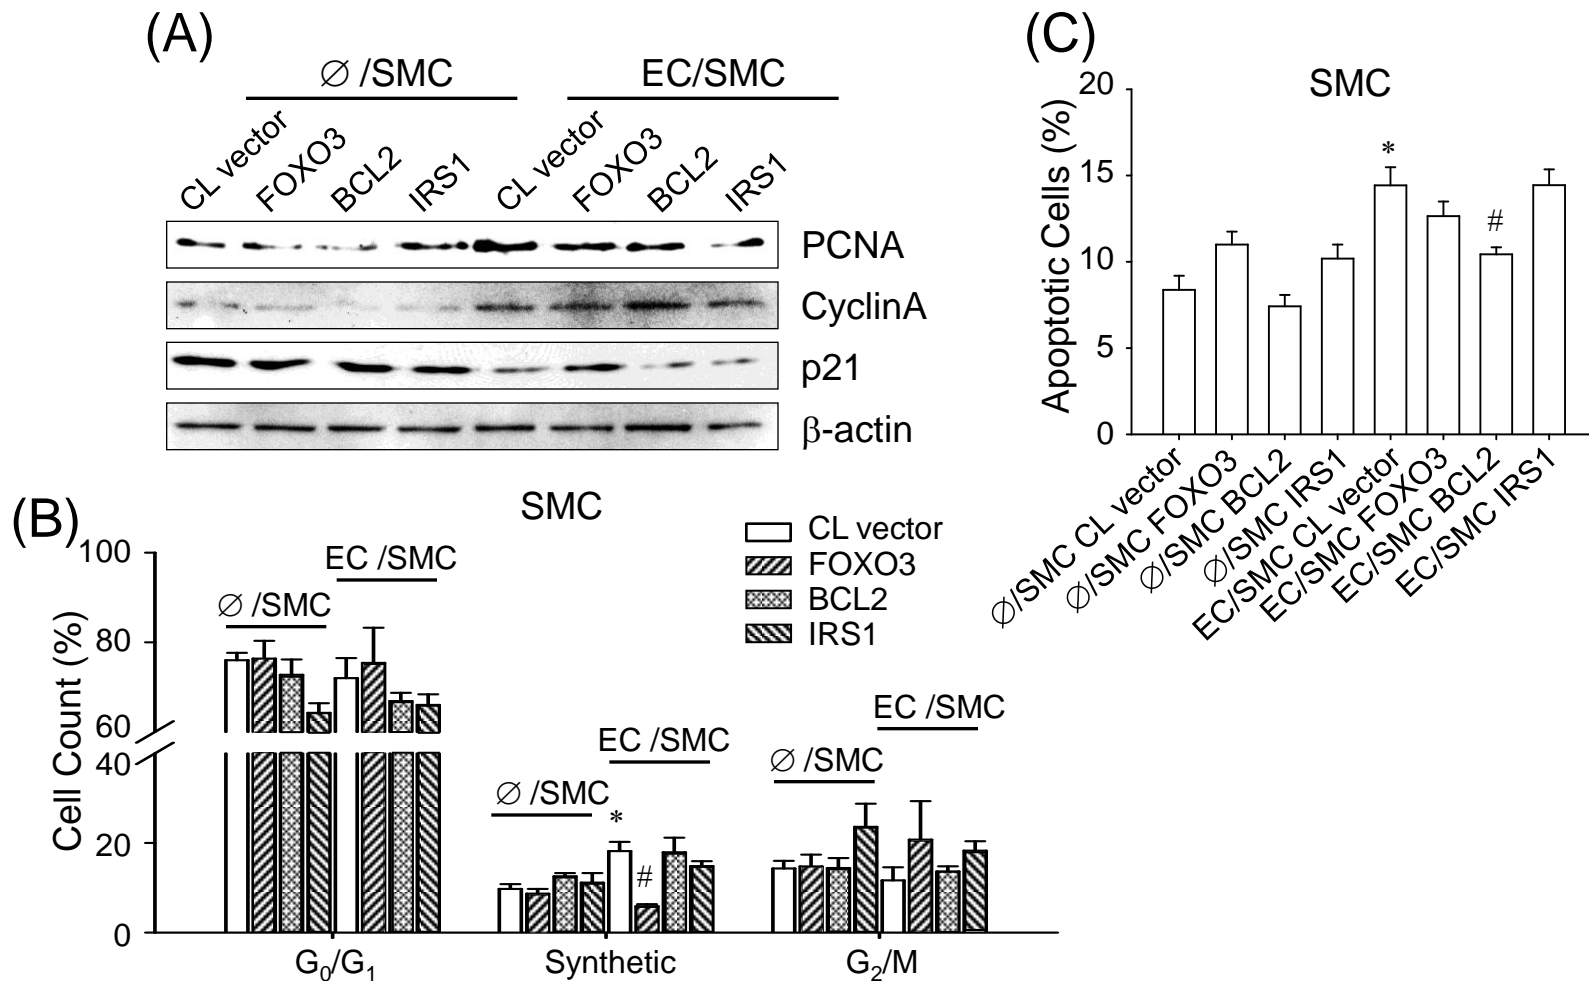 (A)
∅ /SMC
EC/SMC
CL vector
FOXO3
BCL2
IRS1
CL vector
FOXO3
BCL2
IRS1
PCNA
CyclinA
p21
β-actin
(B)
SMC
CL vector
FOXO3
BCL2
IRS1
Cell Count (%)
100
80
60
40
20
0
∅ /SMC
EC /SMC
∅ /SMC
EC /SMC
*
#
∅ /SMC
EC /SMC
G₀/G₁
Synthetic
G₂/M
(C)
SMC
Apoptotic Cells (%)
20
15
10
5
0
*
#
∅/SMC CL vector
∅/SMC FOXO3
∅/SMC BCL2
∅/SMC IRS1
EC/SMC CL vector
EC/SMC FOXO3
EC/SMC BCL2
EC/SMC IRS1